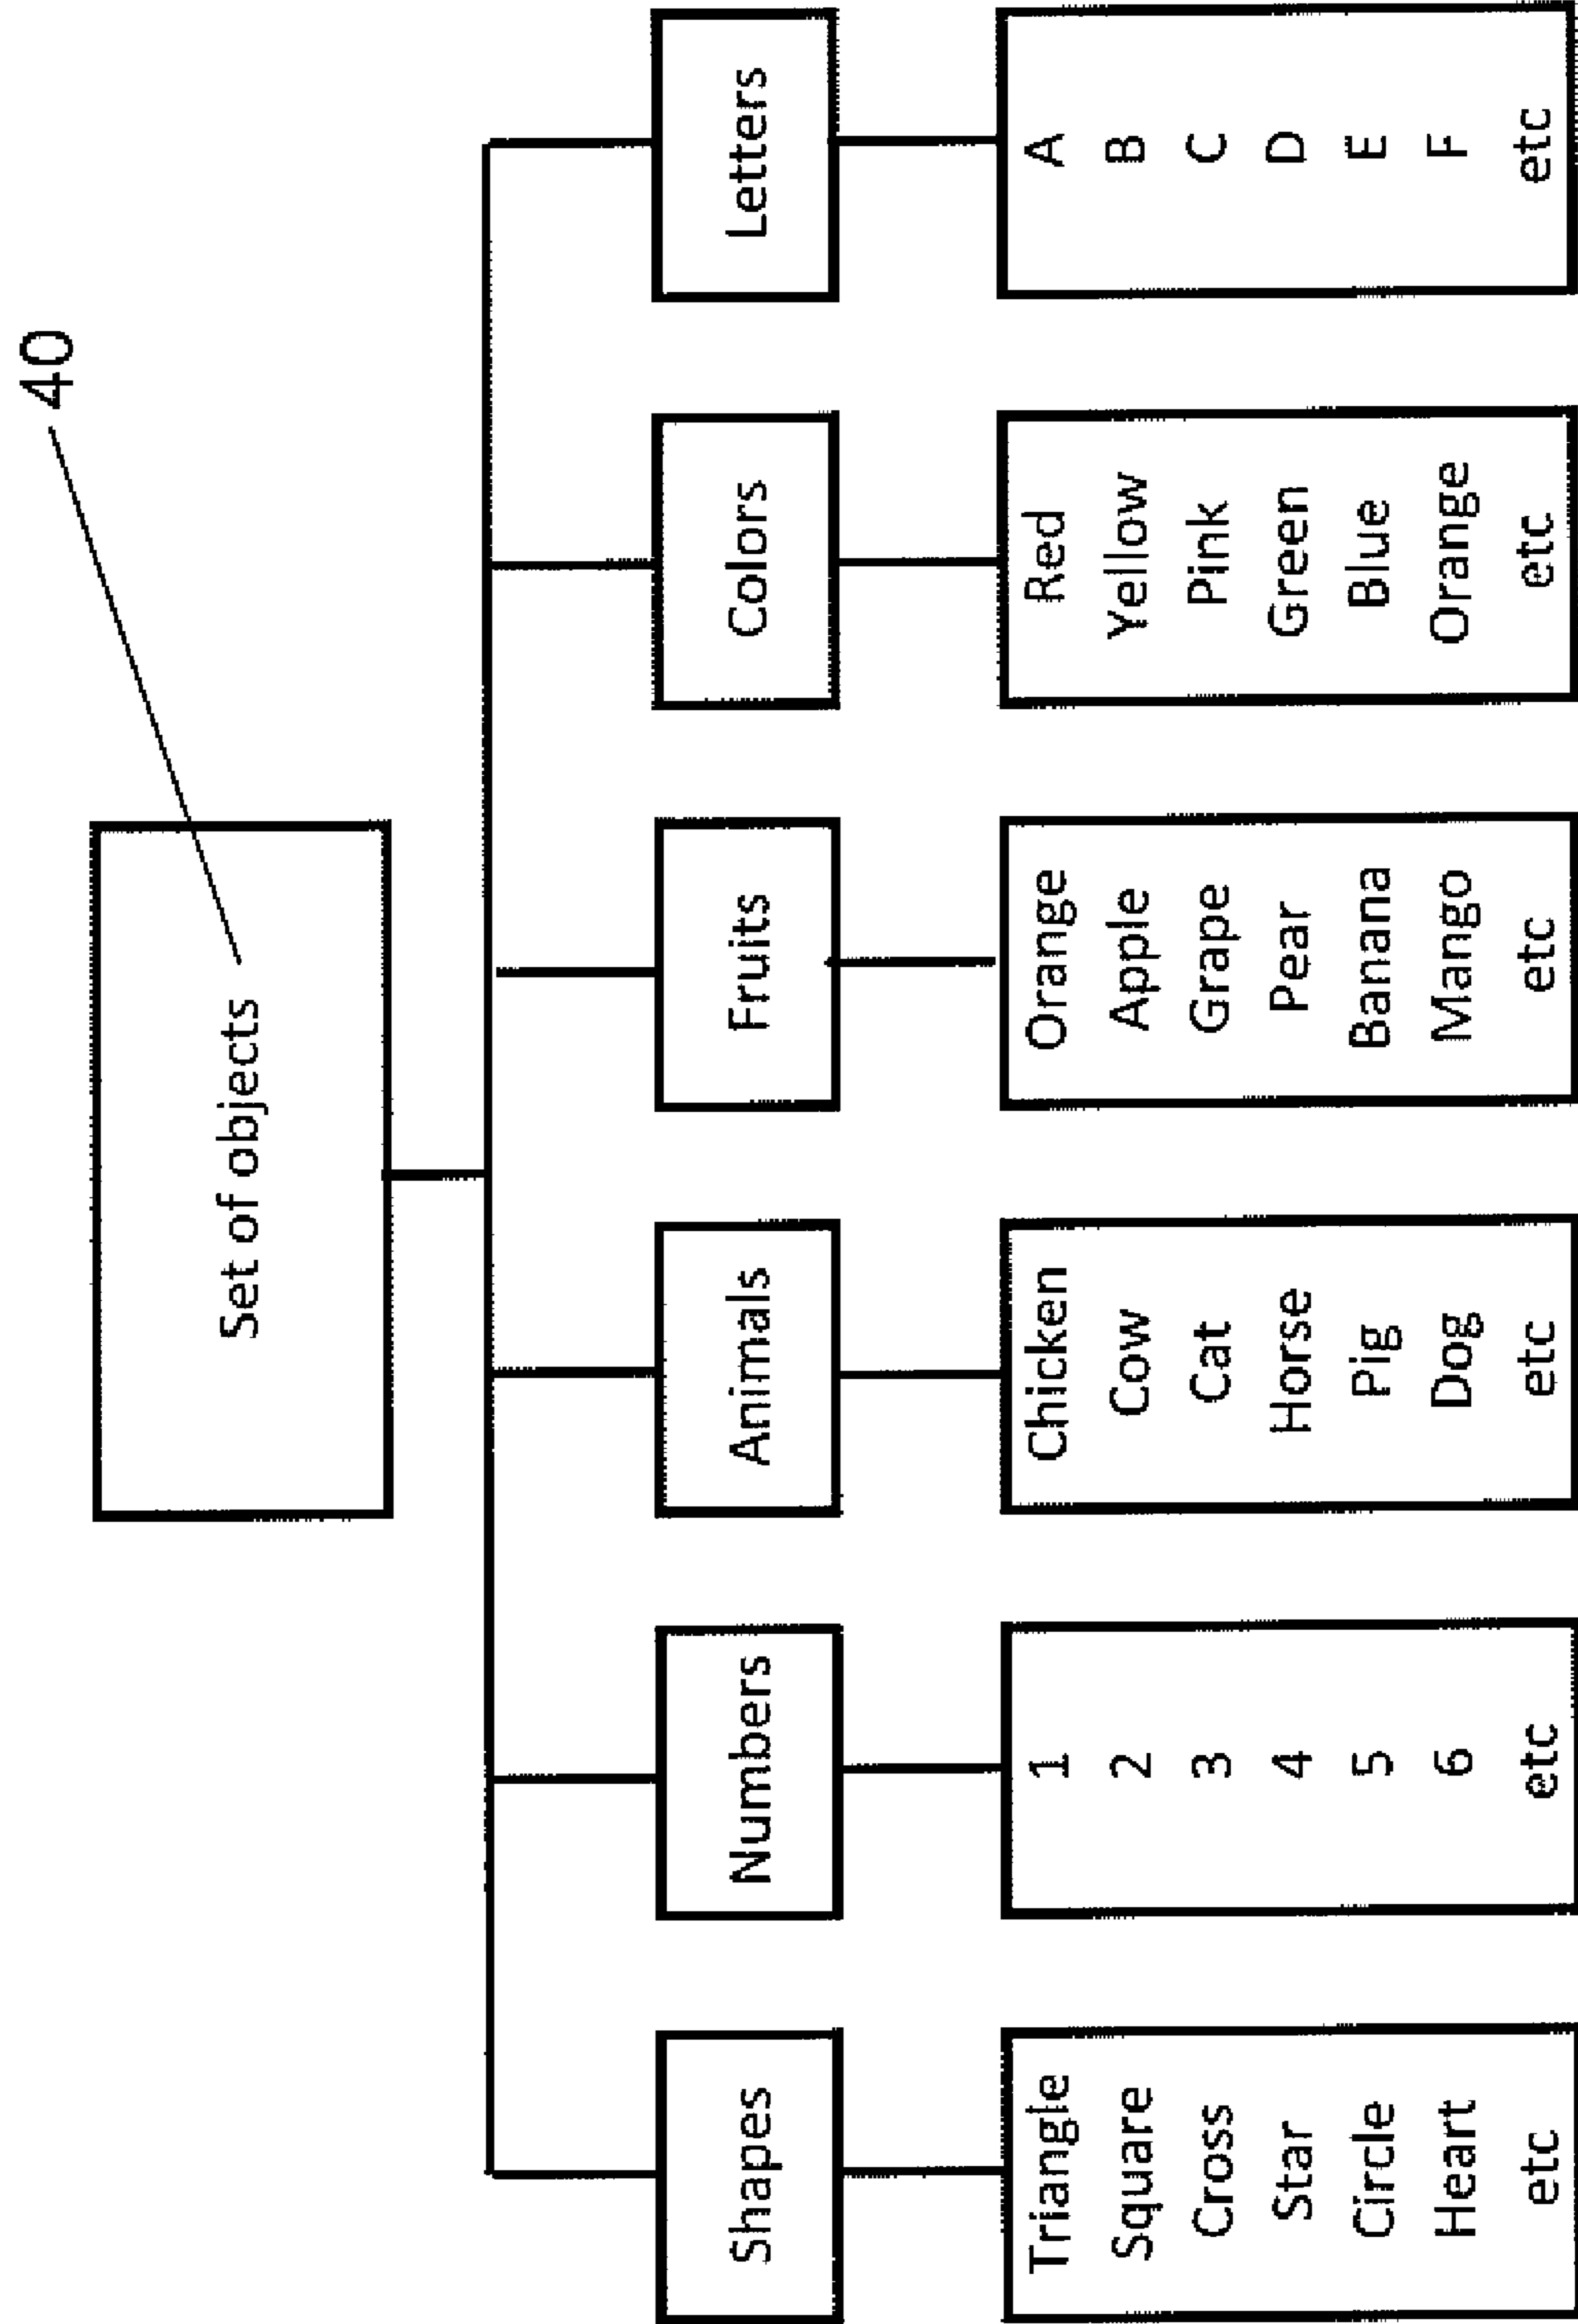 40
Set of objects
Shapes
Numbers
Animals
Fruits
Colors
Letters
Triangle
Square
Cross
Star
Circle
Heart
etc
1
2
3
4
5
6
etc
Chicken
Cow
Cat
Horse
Pig
Dog
etc
Orange
Apple
Grape
Pear
Banana
Mango
etc
Red
Yellow
Pink
Green
Blue
Orange
etc
A
B
C
D
E
F
etc